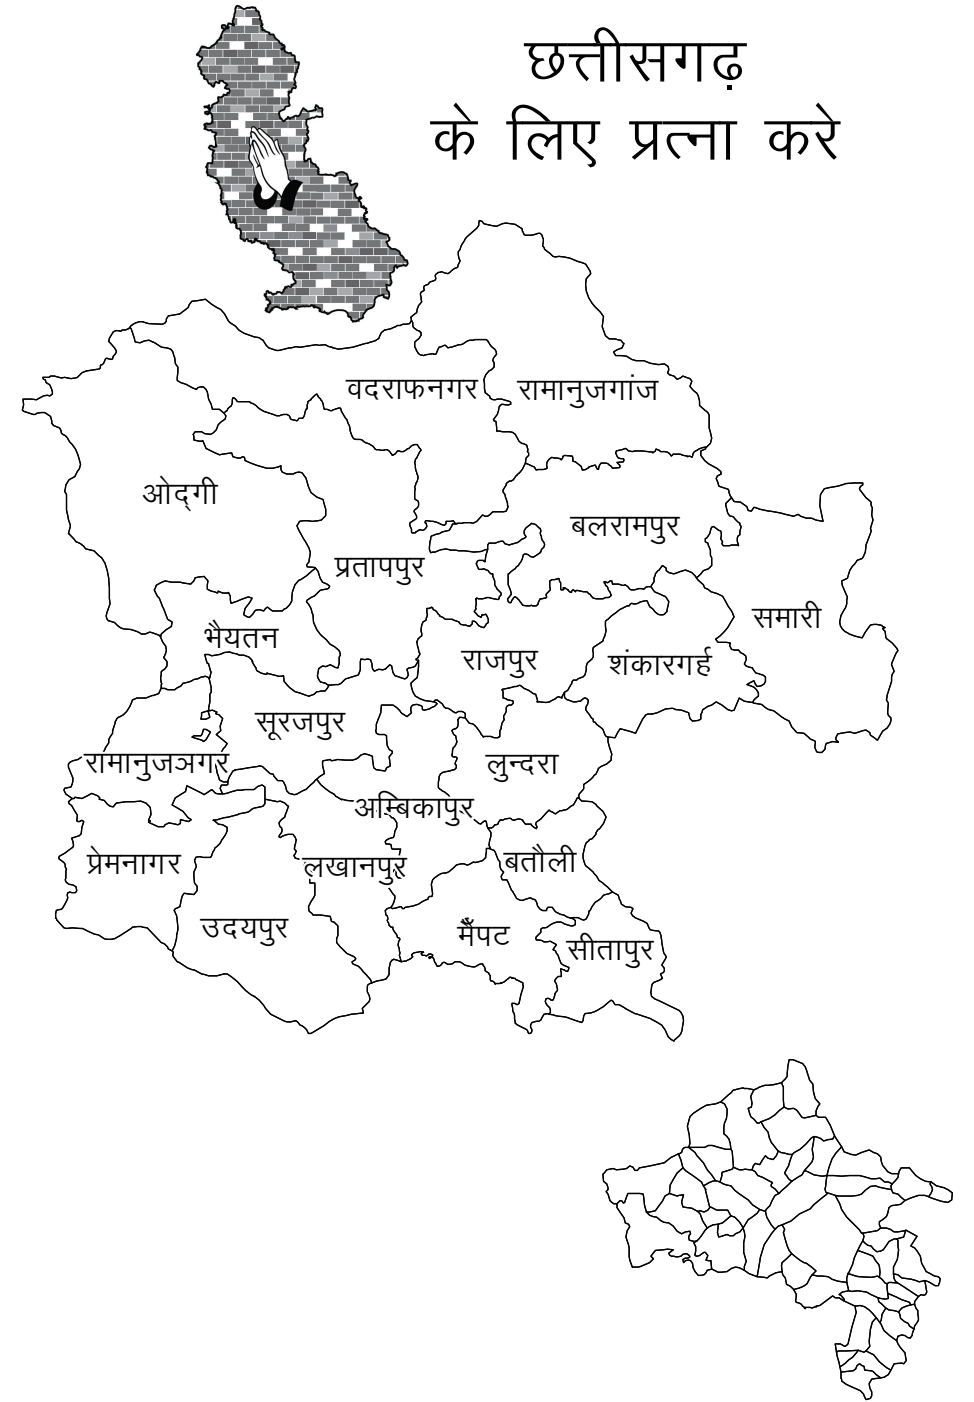 छत्तीसगढ़
के लिए प्रत्ना करे
वदराफनगर
रामानुजगांज
ओद्गी
बलरामपुर
प्रतापपुर
समारी
भैयतन
राजपुर
शंकारगर्ह
सूरजपुर
रामानुजञगर
लुन्दरा
अम्बिकापुर
प्रेमनागर
लखानपुर
बतौली
उदयपुर
मैंपट
सीतापुर